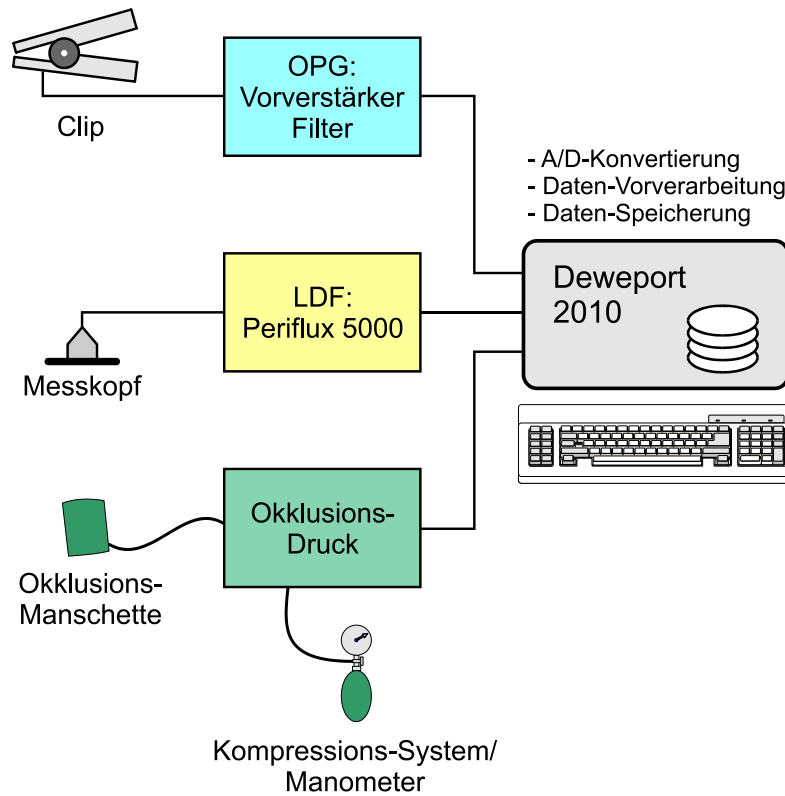 OPG:
Vorverstärker
Filter
Clip
- A/D-Konvertierung
- Daten-Vorverarbeitung
- Daten-Speicherung
LDF:
Periflux 5000
Deweport
2010
Messkopf
Okklusions-
Druck
Okklusions-
Manschette
Kompressions-System/
Manometer